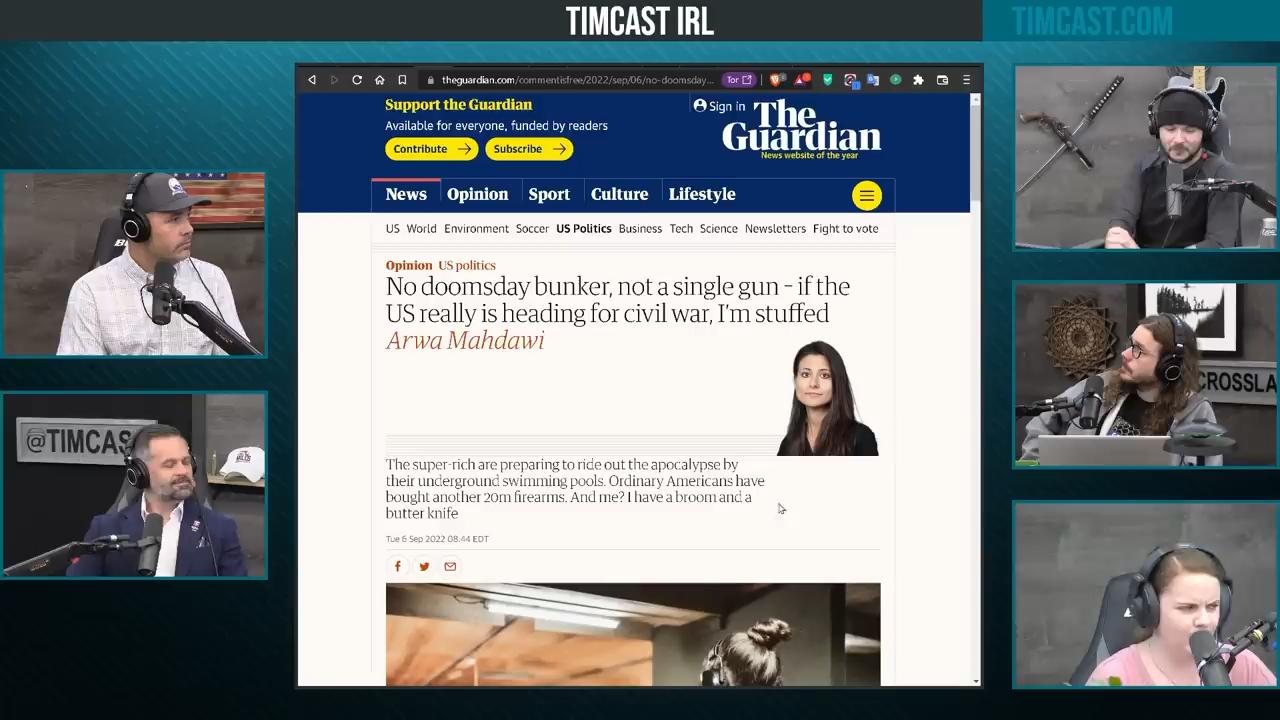 TIMCAST IRL
TIMCAST.COM
theguardian.com/commentisfree/2022/sep/06/no-doomsday...
Tor
Support the Guardian
Available for everyone, funded by readers
Contribute
Subscribe
Sign in
The Guardian
News website of the year
News Opinion Sport Culture Lifestyle
US World Environment Soccer US Politics Business Tech Science Newsletters Fight to vote
Opinion US politics
No doomsday bunker, not a single gun – if the
US really is heading for civil war, I'm stuffed
Arwa Mahdawi
The super-rich are preparing to ride out the apocalypse by
their underground swimming pools. Ordinary Americans have
bought another 20m firearms. And me? I have a broom and a
butter knife
Tue 6 Sep 2022 08.44 EDT
@TIMCAS
CROSSLA